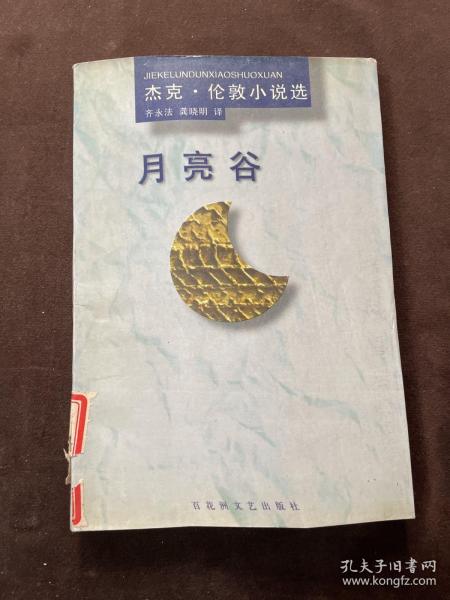 JIEKELUNDUNXIAOSHUOXUAN
杰克·伦敦小说选
齐永法 龚晓明 译
月亮谷
百花洲文艺出版社
孔夫子旧书网
www.kongfz.com